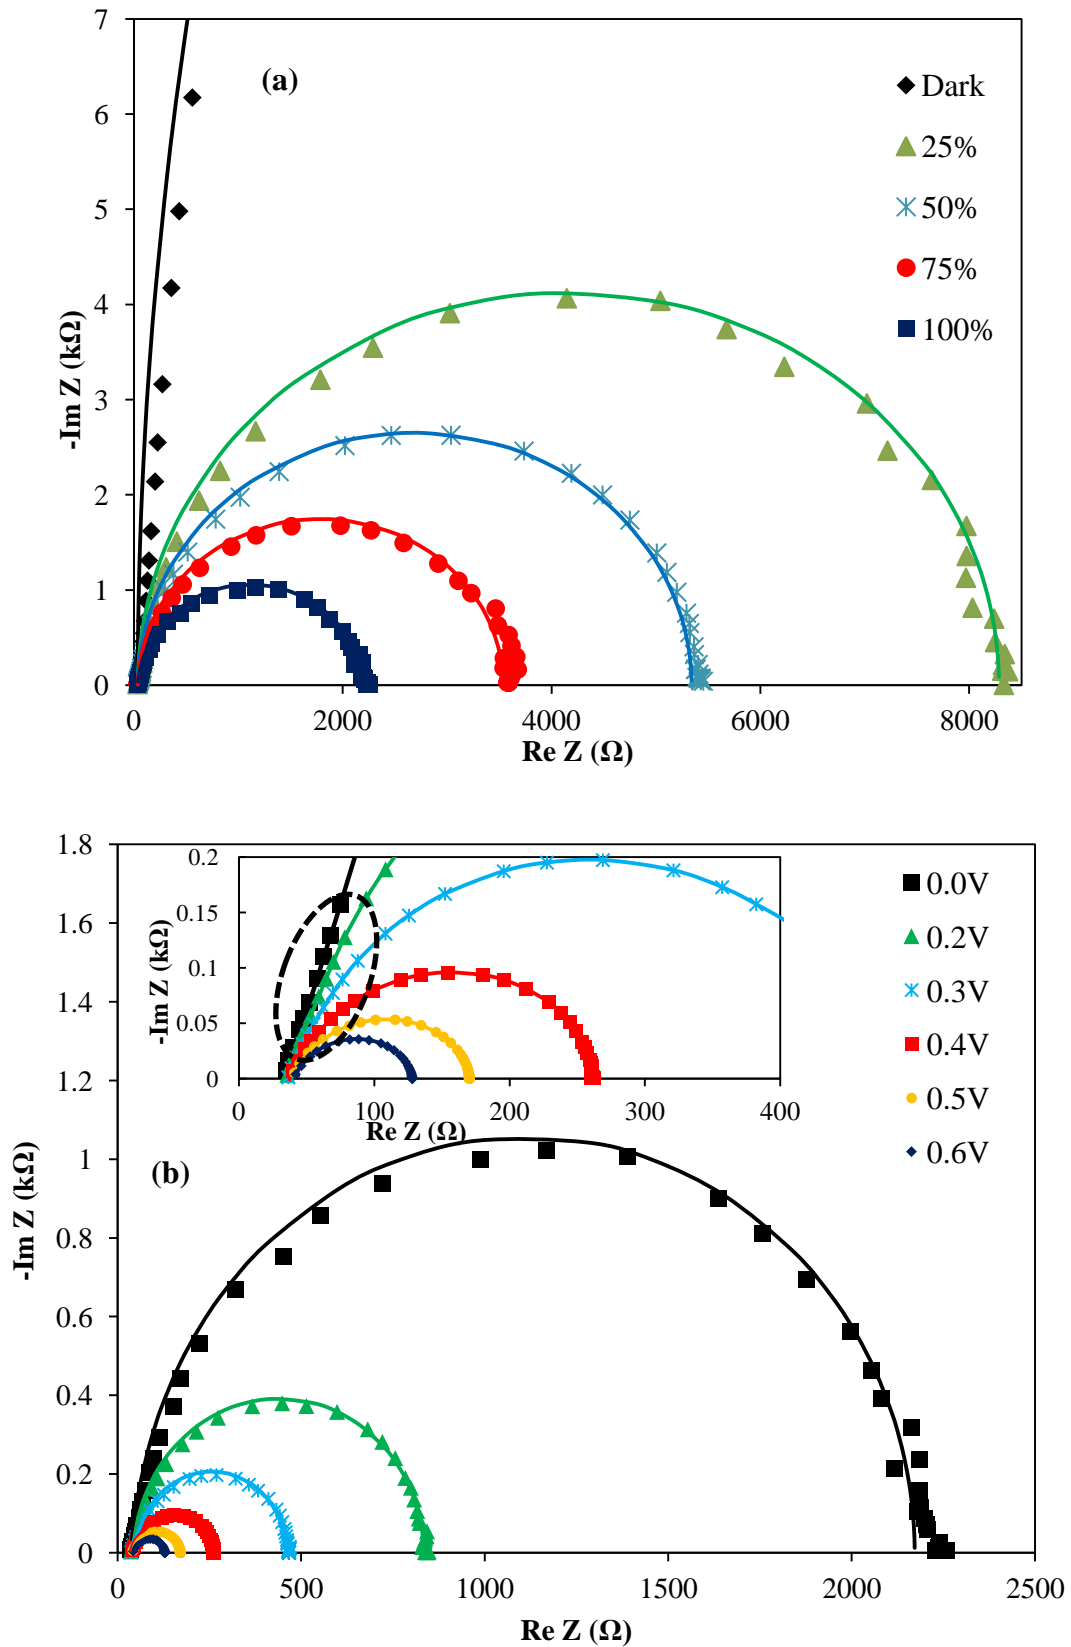 7
6
5
4
3
2
1
0
-Im Z (kΩ)
(a)
Dark
25%
50%
75%
100%
0 2000 4000 6000 8000
Re Z (Ω)
1.8
1.6
1.4
1.2
1
0.8
0.6
0.4
0.2
0
-Im Z (kΩ)
0.2
0.15
0.1
0.05
0
-Im Z (kΩ)
0 100 200 300 400
Re Z (Ω)
(b)
0.0V
0.2V
0.3V
0.4V
0.5V
0.6V
0 500 1000 1500 2000 2500
Re Z (Ω)